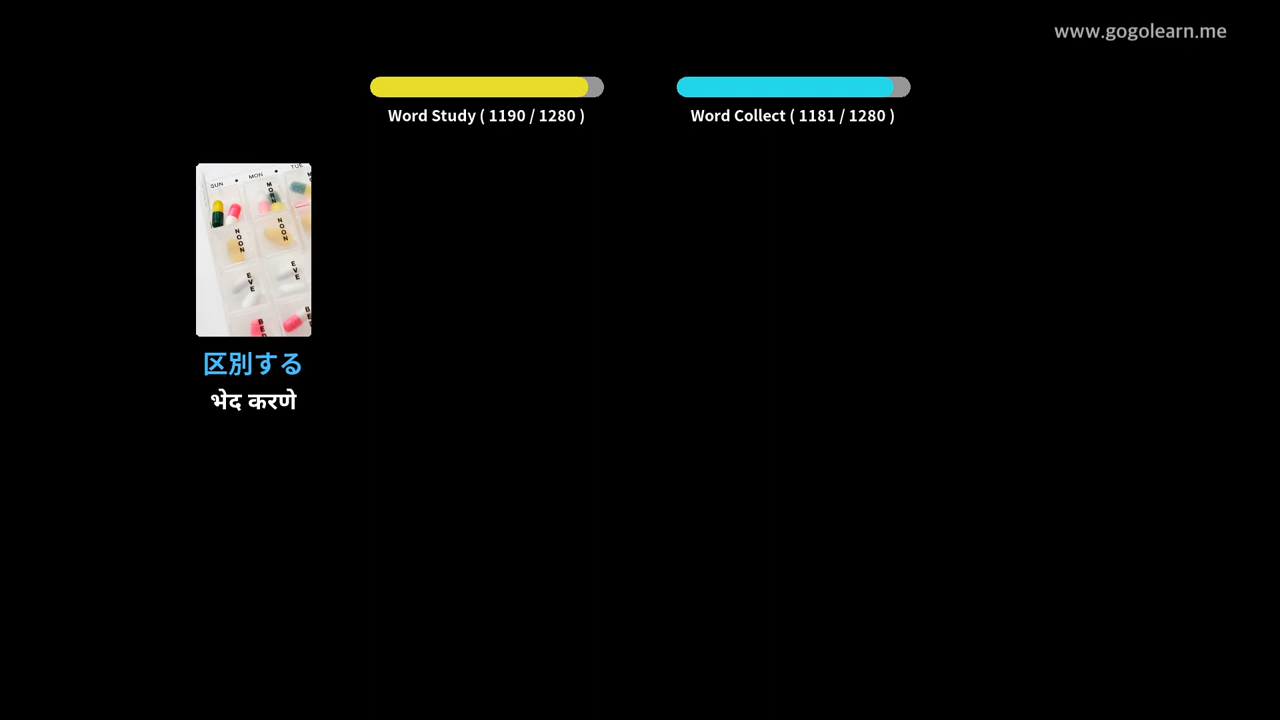 www.gogolearn.me
Word Study ( 1190 / 1280 )
Word Collect ( 1181 / 1280 )
SUN
MON
TUE
MORN
NOON
NOON
EVE
EVE
区別する
भेद करणे